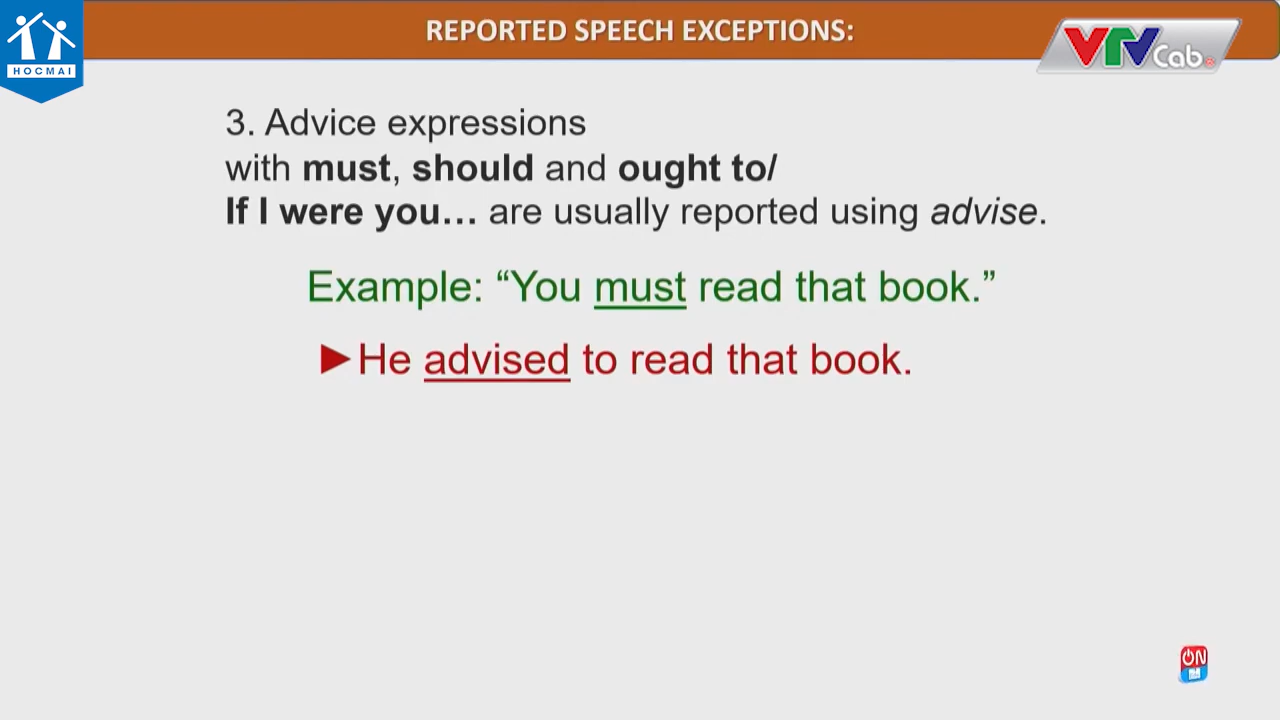 REPORTED SPEECH EXCEPTIONS:
HOCMAI
VTVCab
3. Advice expressions
with must, should and ought to/
If I were you... are usually reported using advise.
Example: “You must read that book.”
►He advised to read that book.
ON